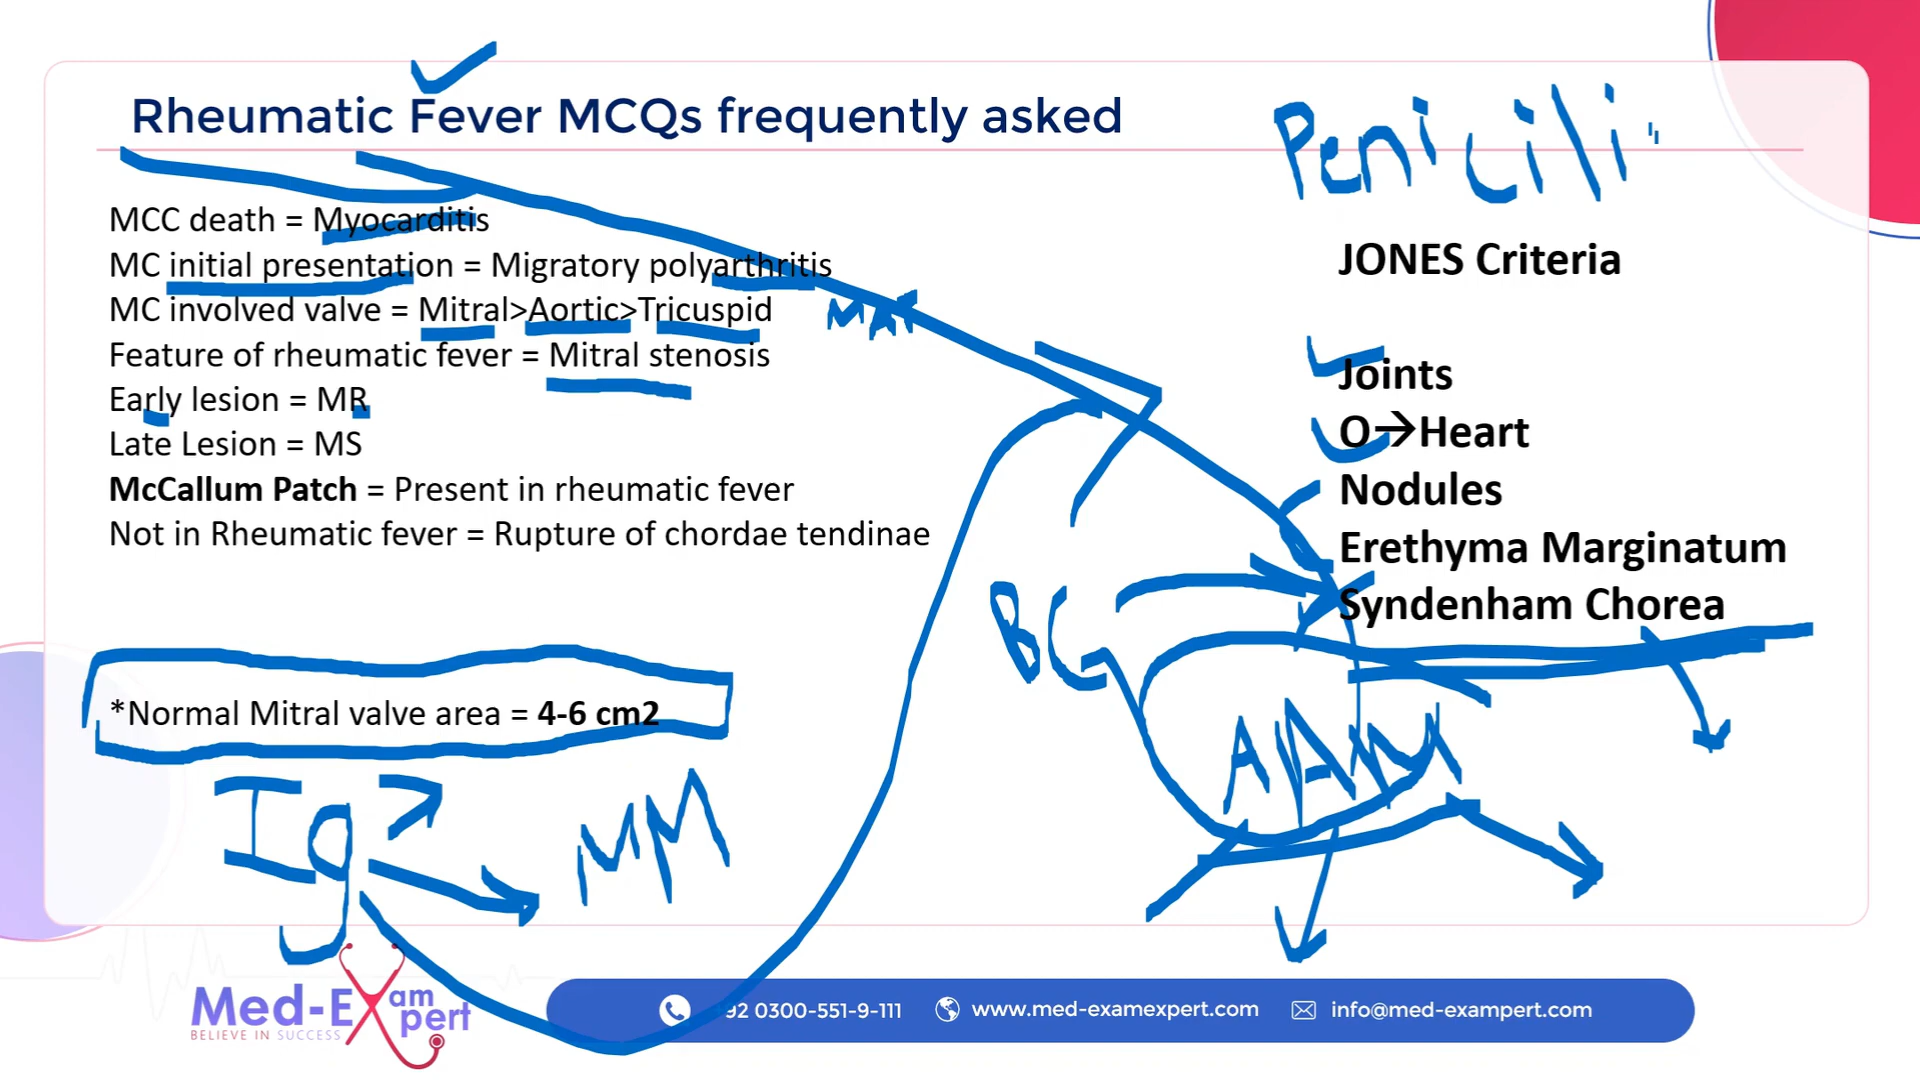 Rheumatic Fever MCQs frequently asked
Penicili
MCC death = Myocarditis
MC initial presentation = Migratory polyarthritis
MC involved valve = Mitral>Aortic>Tricuspid
MAT
Feature of rheumatic fever = Mitral stenosis
Early lesion = MR
Late Lesion = MS
McCallum Patch = Present in rheumatic fever
Not in Rheumatic fever = Rupture of chordae tendinae
*Normal Mitral valve area = 4-6 cm2
JONES Criteria
Joints
O→Heart
Nodules
Erethyma Marginatum
Syndenham Chorea
BC
Ig
MM
Med-Exam
Expert
BELIEVE IN SUCCESS
92 0300-551-9-111
www.med-examexpert.com
info@med-exampert.com